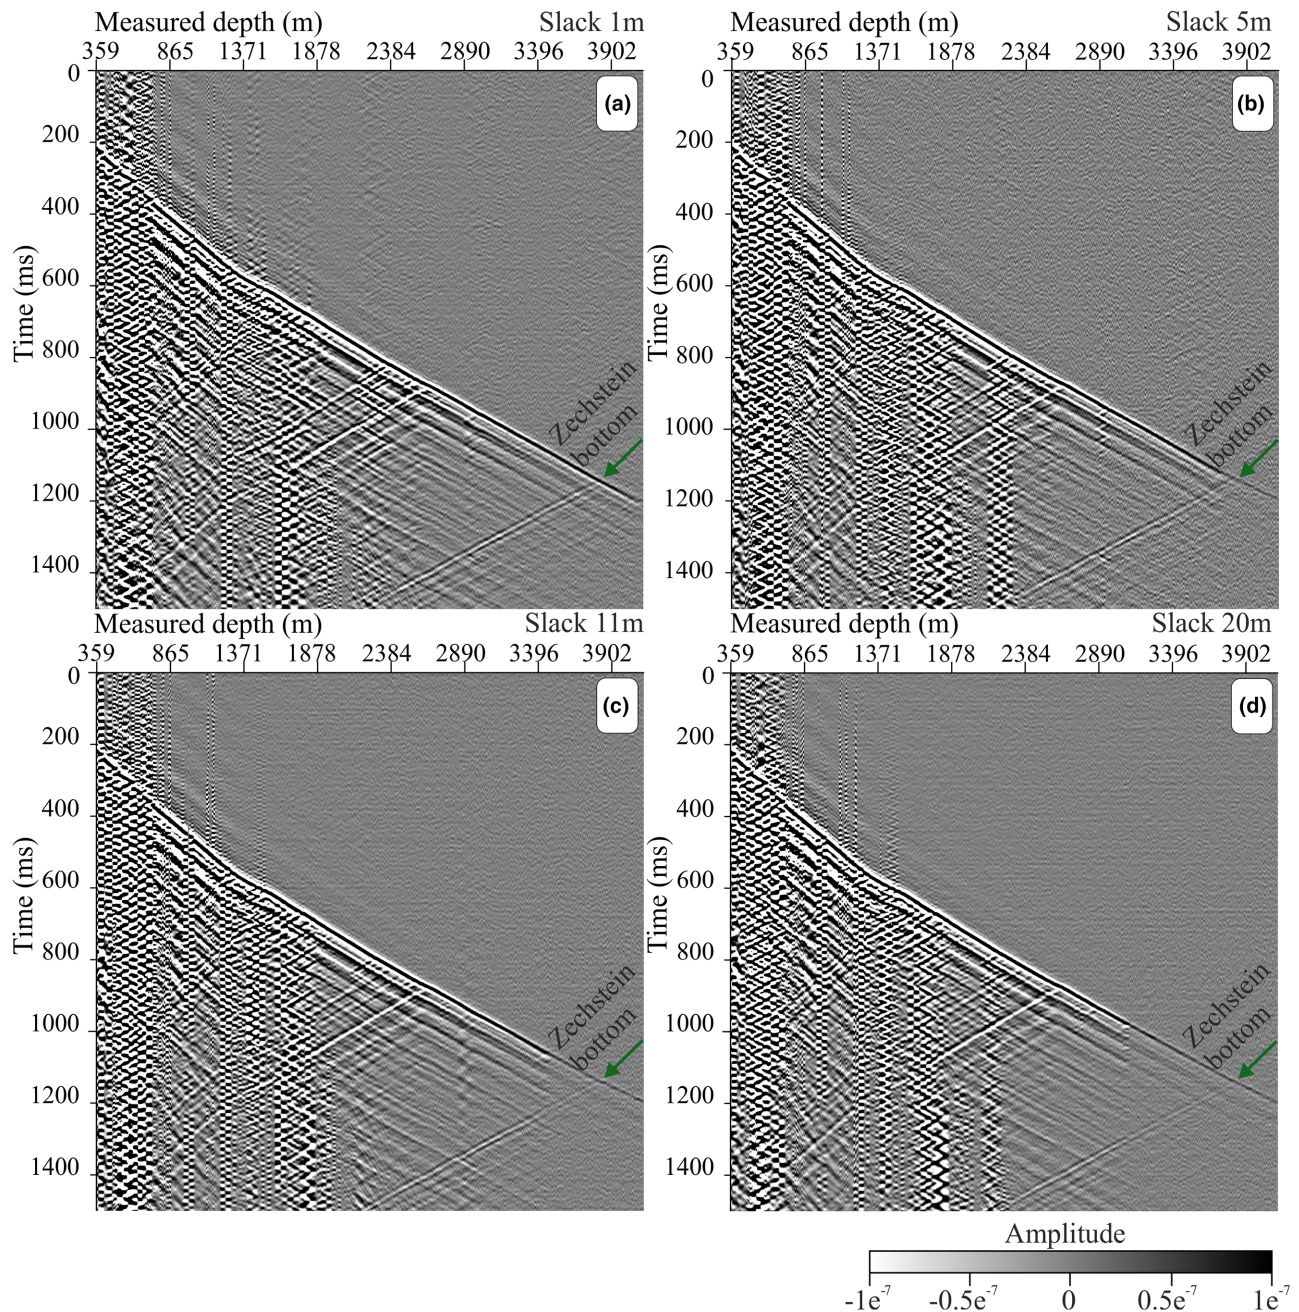 Measured depth (m) Slack 1m
359 865 1371 1878 2384 2890 3396 3902
(a)
0
200
400
600
800
1000
1200
1400
Time (ms)
Zechstein
bottom
Measured depth (m) Slack 5m
359 865 1371 1878 2384 2890 3396 3902
(b)
0
200
400
600
800
1000
1200
1400
Time (ms)
Zechstein
bottom
Measured depth (m) Slack 11m
359 865 1371 1878 2384 2890 3396 3902
(c)
0
200
400
600
800
1000
1200
1400
Time (ms)
Zechstein
bottom
Measured depth (m) Slack 20m
359 865 1371 1878 2384 2890 3396 3902
(d)
0
200
400
600
800
1000
1200
1400
Time (ms)
Zechstein
bottom
Amplitude
-1e⁻⁷ -0.5e⁻⁷ 0 0.5e⁻⁷ 1e⁻⁷